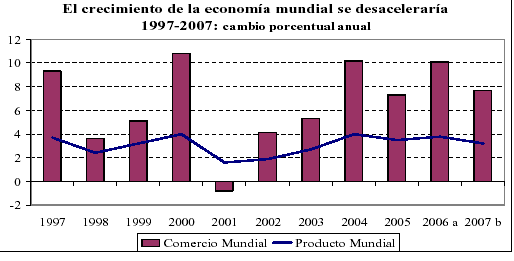 El crecimiento de la economía mundial se desaceleraría
1997-2007: cambio porcentual anual
12
10
8
6
4
2
0
-2
1997 1998 1999 2000 2001 2002 2003 2004 2005 2006 a 2007 b
Comercio Mundial Producto Mundial